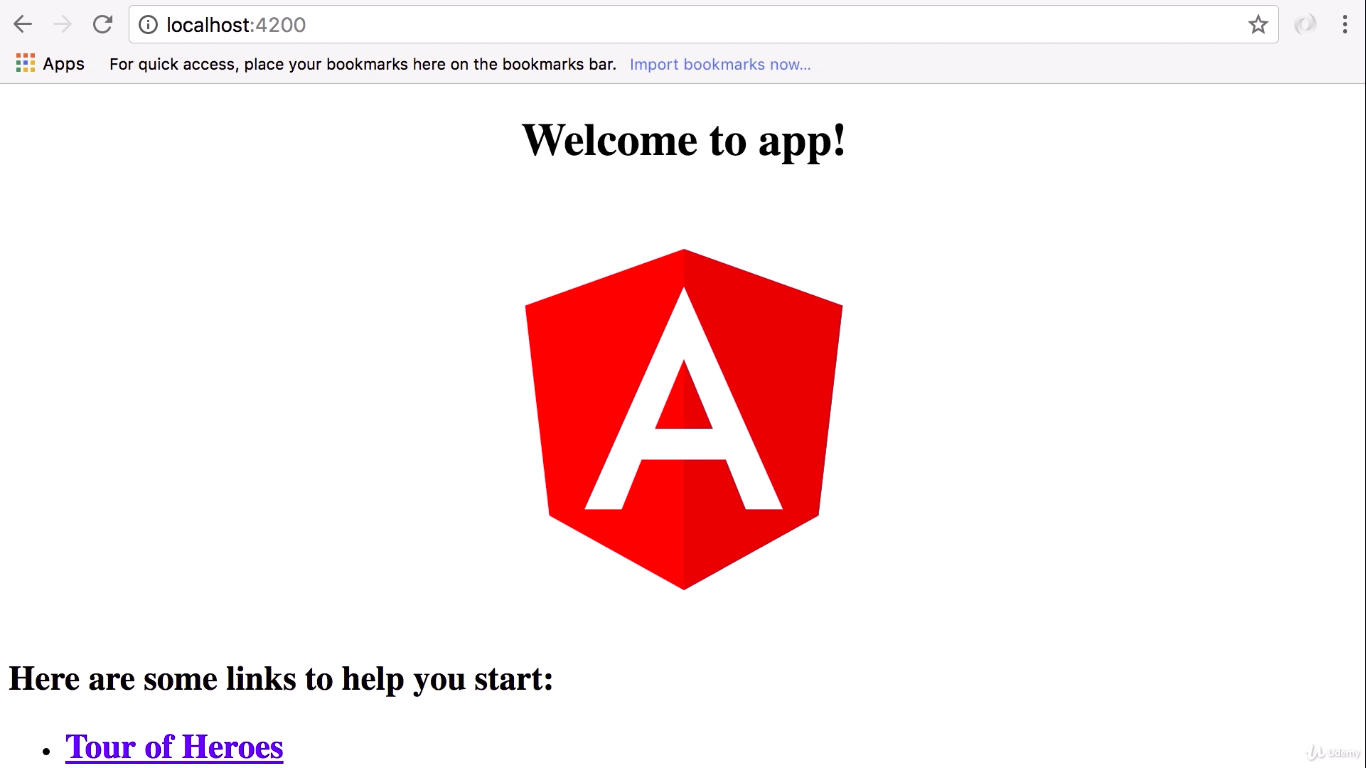 localhost:4200
Apps For quick access, place your bookmarks here on the bookmarks bar. Import bookmarks now...
Welcome to app!
A
Here are some links to help you start:
• Tour of Heroes
Udemy